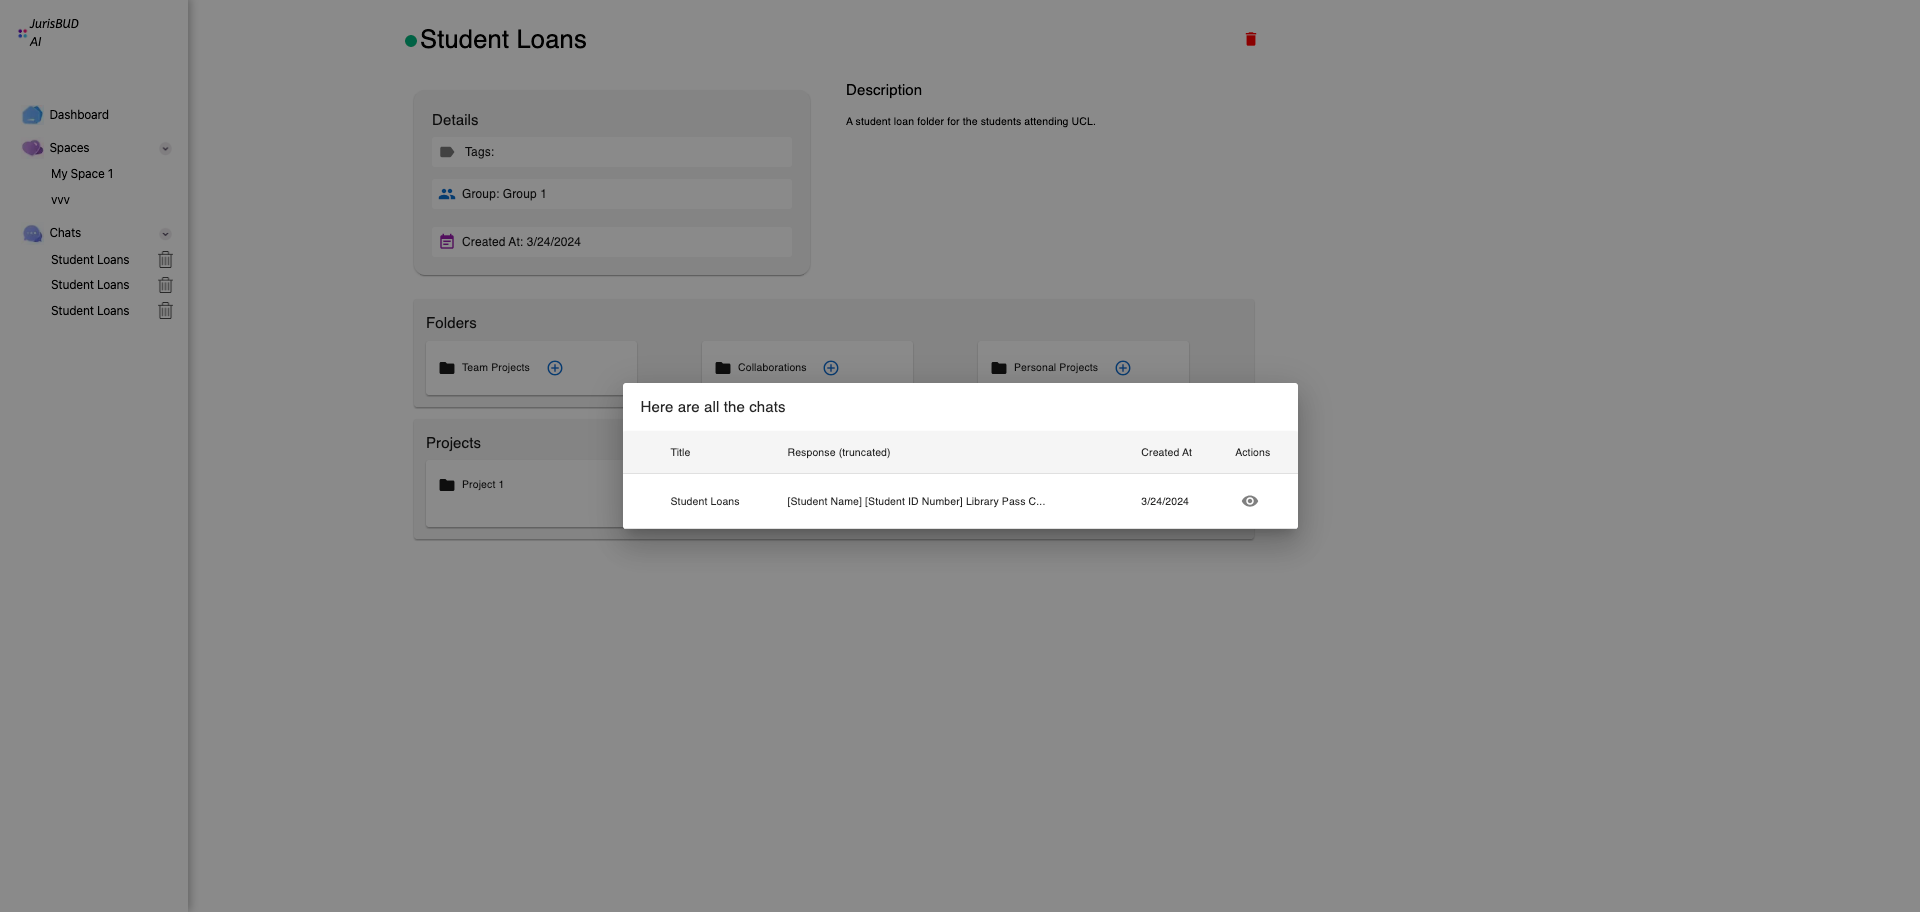 JurisBUD
AI
Dashboard
Spaces
My Space 1
vvv
Chats
Student Loans
Student Loans
Student Loans
Student Loans
Description
A student loan folder for the students attending UCL.
Details
Tags:
Group: Group 1
Created At: 3/24/2024
Folders
Team Projects
Collaborations
Personal Projects
Projects
Project 1
Here are all the chats
Title Response (truncated) Created At Actions
Student Loans [Student Name] [Student ID Number] Library Pass C... 3/24/2024